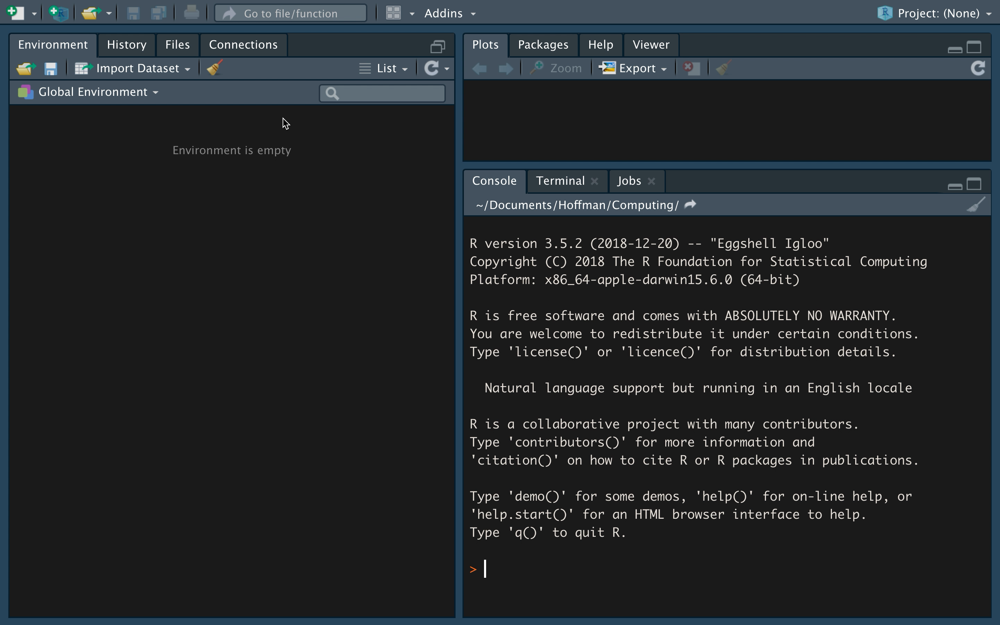 Go to file/function
Addins
Project: (None)
Environment History Files Connections
Import Dataset
List
Global Environment
Environment is empty
Plots Packages Help Viewer
Zoom Export
Console Terminal Jobs
~/Documents/Hoffman/Computing/
R version 3.5.2 (2018-12-20) -- "Eggshell Igloo"
Copyright (C) 2018 The R Foundation for Statistical Computing
Platform: x86_64-apple-darwin15.6.0 (64-bit)
R is free software and comes with ABSOLUTELY NO WARRANTY.
You are welcome to redistribute it under certain conditions.
Type 'license()' or 'licence()' for distribution details.
Natural language support but running in an English locale
R is a collaborative project with many contributors.
Type 'contributors()' for more information and
'citation()' on how to cite R or R packages in publications.
Type 'demo()' for some demos, 'help()' for on-line help, or
'help.start()' for an HTML browser interface to help.
Type 'q()' to quit R.
>